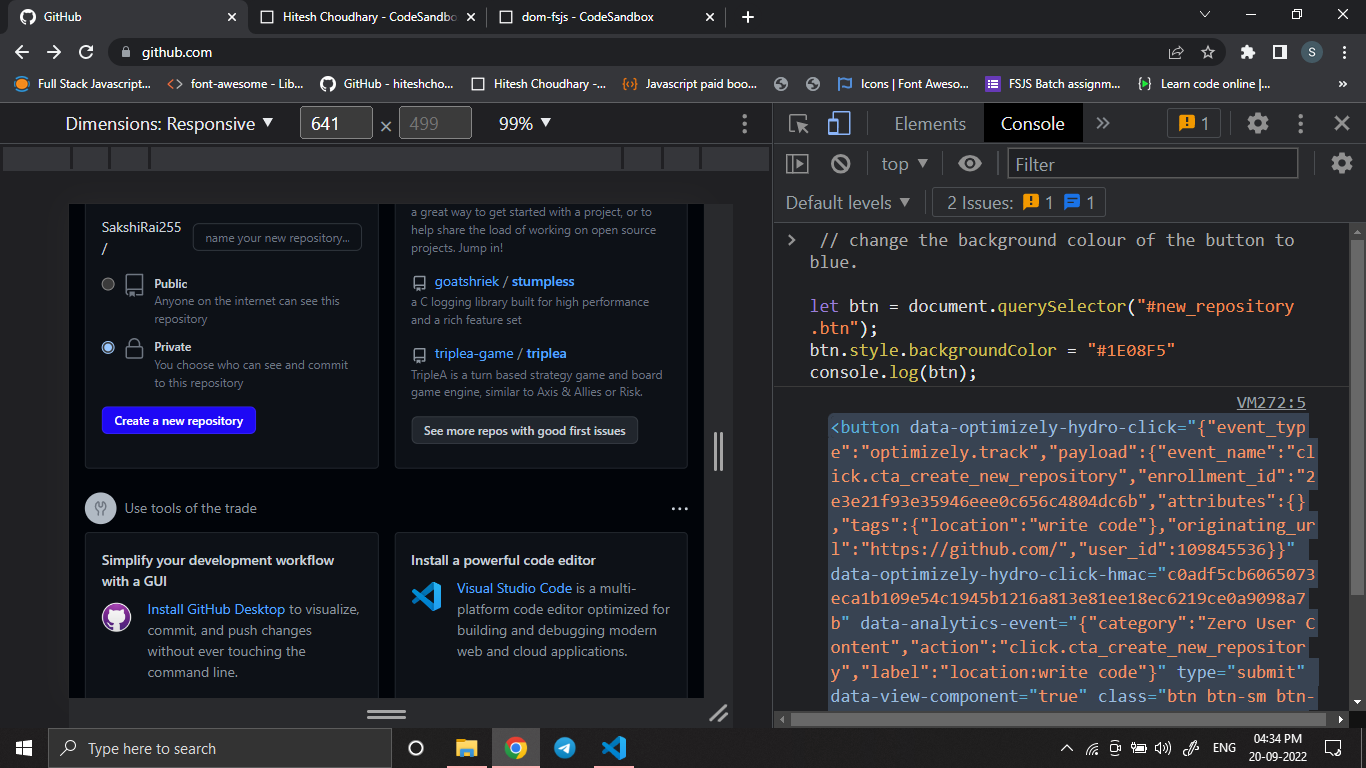 GitHub
Hitesh Choudhary - CodeSandbo
dom-fsjs - CodeSandbox
github.com
S
Full Stack Javascript...
font-awesome - Lib...
GitHub - hiteshcho...
Hitesh Choudhary -...
Javascript paid boo...
Icons | Font Aweso...
FSJS Batch assignm...
Learn code online |...
Dimensions: Responsive
641
499
99%
SakshiRai255
/
name your new repository...
Public
Anyone on the internet can see this
repository
Private
You choose who can see and commit
to this repository
Create a new repository
a great way to get started with a project, or to
help share the load of working on open source
projects. Jump in!
goatshriek / stumpless
a C logging library built for high performance
and a rich feature set
triplea-game / triplea
TripleA is a turn based strategy game and board
game engine, similar to Axis & Allies or Risk.
See more repos with good first issues
Use tools of the trade
Simplify your development workflow
with a GUI
Install GitHub Desktop to visualize,
commit, and push changes
without ever touching the
command line.
Install a powerful code editor
Visual Studio Code is a multi-
platform code editor optimized for
building and debugging modern
web and cloud applications.
Elements
Console
1
top
Filter
Default levels
2 Issues: 1 1
// change the background colour of the button to
blue.
let btn = document.querySelector("#new_repository
.btn");
btn.style.backgroundColor = "#1E08F5"
console.log(btn);
VM272:5
<button data-optimizely-hydro-click="{"event_typ
e":"optimizely.track","payload":{"event_name":"cl
ick.cta_create_new_repository","enrollment_id":"2
e3e21f93e35946eee0c656c4804dc6b","attributes":{}
,"tags":{"location":"write code"},"originating_ur
l":"https://github.com/","user_id":109845536}}"
data-optimizely-hydro-click-hmac="c0adf5cb6065073
eca1b109e54c1945b1216a813e81ee18ec6219ce0a9098a7
b" data-analytics-event="{"category":"Zero User C
ontent","action":"click.cta_create_new_repositor
y","label":"location:write code"}" type="submit"
data-view-component="true" class="btn btn-sm btn-
Type here to search
ENG
04:34 PM
20-09-2022